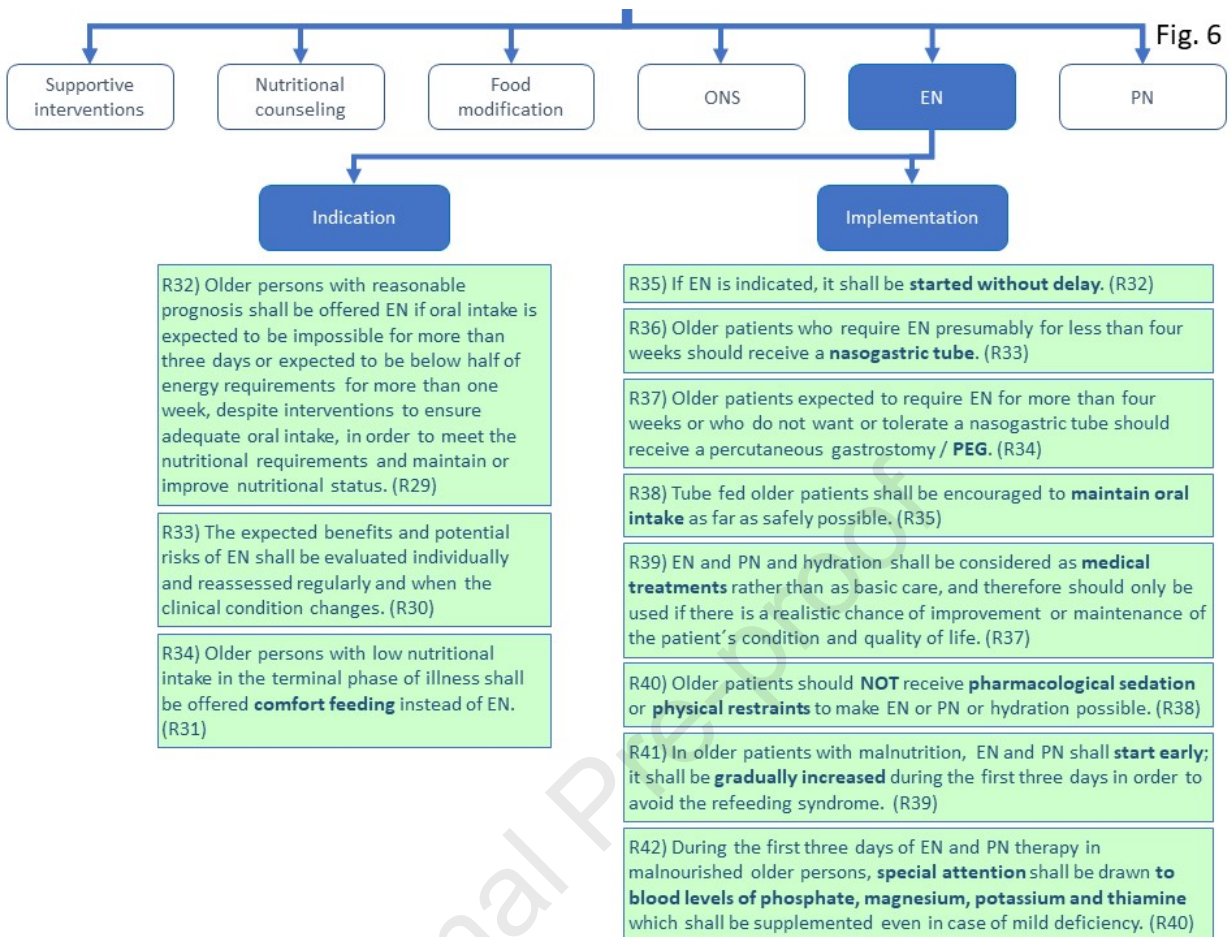 Fig. 6
Supportive
interventions
Nutritional
counseling
Food
modification
ONS
EN
PN
Indication
Implementation
R32) Older persons with reasonable
prognosis shall be offered EN if oral intake is
expected to be impossible for more than
three days or expected to be below half of
energy requirements for more than one
week, despite interventions to ensure
adequate oral intake, in order to meet the
nutritional requirements and maintain or
improve nutritional status. (R29)
R33) The expected benefits and potential
risks of EN shall be evaluated individually
and reassessed regularly and when the
clinical condition changes. (R30)
R34) Older persons with low nutritional
intake in the terminal phase of illness shall
be offered comfort feeding instead of EN.
(R31)
R35) If EN is indicated, it shall be started without delay. (R32)
R36) Older patients who require EN presumably for less than four
weeks should receive a nasogastric tube. (R33)
R37) Older patients expected to require EN for more than four
weeks or who do not want or tolerate a nasogastric tube should
receive a percutaneous gastrostomy / PEG. (R34)
R38) Tube fed older patients shall be encouraged to maintain oral
intake as far as safely possible. (R35)
R39) EN and PN and hydration shall be considered as medical
treatments rather than as basic care, and therefore should only be
used if there is a realistic chance of improvement or maintenance of
the patient´s condition and quality of life. (R37)
R40) Older patients should NOT receive pharmacological sedation
or physical restraints to make EN or PN or hydration possible. (R38)
R41) In older patients with malnutrition, EN and PN shall start early;
it shall be gradually increased during the first three days in order to
avoid the refeeding syndrome. (R39)
R42) During the first three days of EN and PN therapy in
malnourished older persons, special attention shall be drawn to
blood levels of phosphate, magnesium, potassium and thiamine
which shall be supplemented even in case of mild deficiency. (R40)
nal Pre-proof